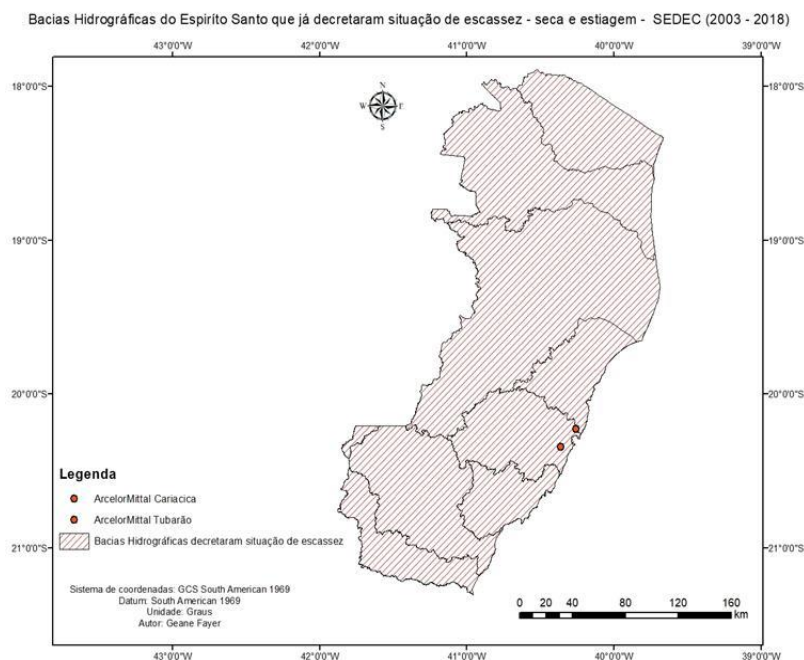 Bacias Hidrográficas do Espiríto Santo que já decretaram situação de escassez - seca e estiagem - SEDEC (2003 - 2018)
43°0'0"W 42°0'0"W 41°0'0"W 40°0'0"W 39°0'0"W
N
W E
S
18°0'0"S 18°0'0"S
19°0'0"S 19°0'0"S
20°0'0"S 20°0'0"S
21°0'0"S 21°0'0"S
Legenda
ArcelorMittal Cariacica
ArcelorMittal Tubarão
Bacias Hidrográficas decretaram situação de escassez
Sistema de coordenadas: GCS South American 1969
Datum: South American 1969
Unidade: Graus
Autor: Geane Fayer
0 20 40 80 120 160
km
43°0'0"W 42°0'0"W 41°0'0"W 40°0'0"W 39°0'0"W